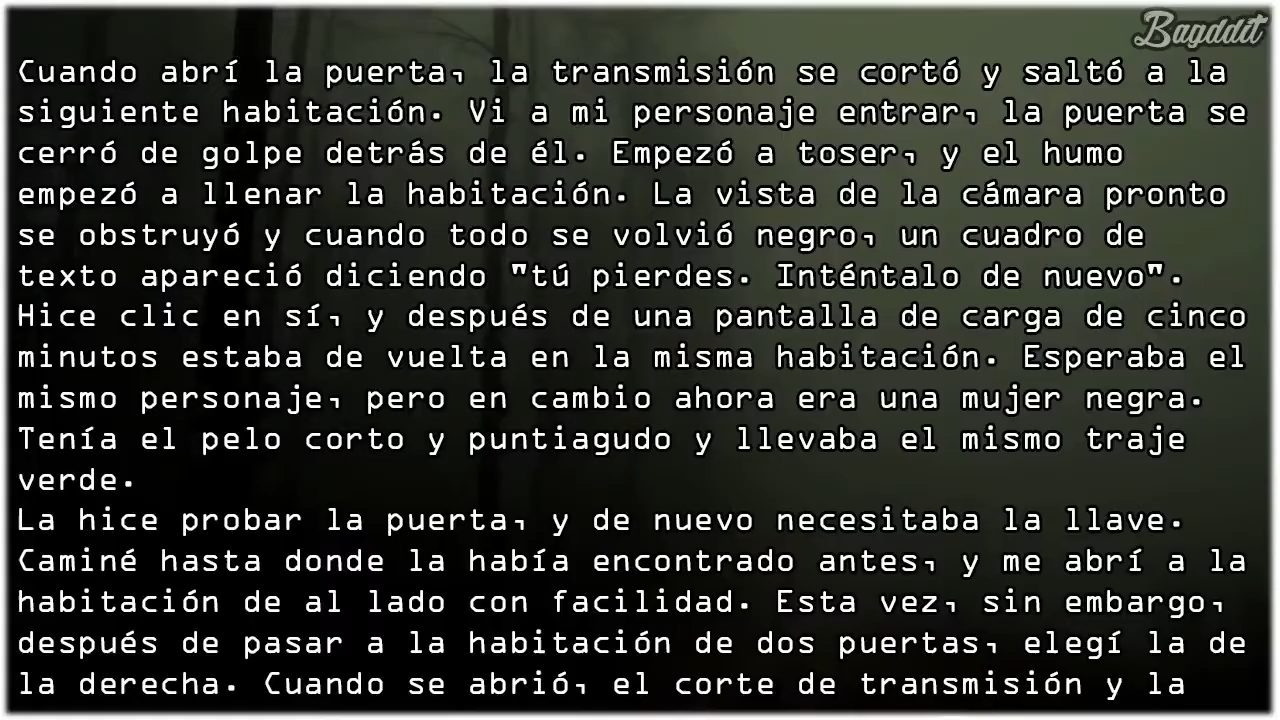 Bagddit
Cuando abrí la puerta, la transmisión se cortó y saltó a la
siguiente habitación. Vi a mi personaje entrar, la puerta se
cerró de golpe detrás de él. Empezó a toser, y el humo
empezó a llenar la habitación. La vista de la cámara pronto
se obstruyó y cuando todo se volvió negro, un cuadro de
texto apareció diciendo "tú pierdes. Inténtalo de nuevo".
Hice clic en sí, y después de una pantalla de carga de cinco
minutos estaba de vuelta en la misma habitación. Esperaba el
mismo personaje, pero en cambio ahora era una mujer negra.
Tenía el pelo corto y puntiagudo y llevaba el mismo traje
verde.
La hice probar la puerta, y de nuevo necesitaba la llave.
Caminé hasta donde la había encontrado antes, y me abrí a la
habitación de al lado con facilidad. Esta vez, sin embargo,
después de pasar a la habitación de dos puertas, elegí la de
la derecha. Cuando se abrió, el corte de transmisión y la